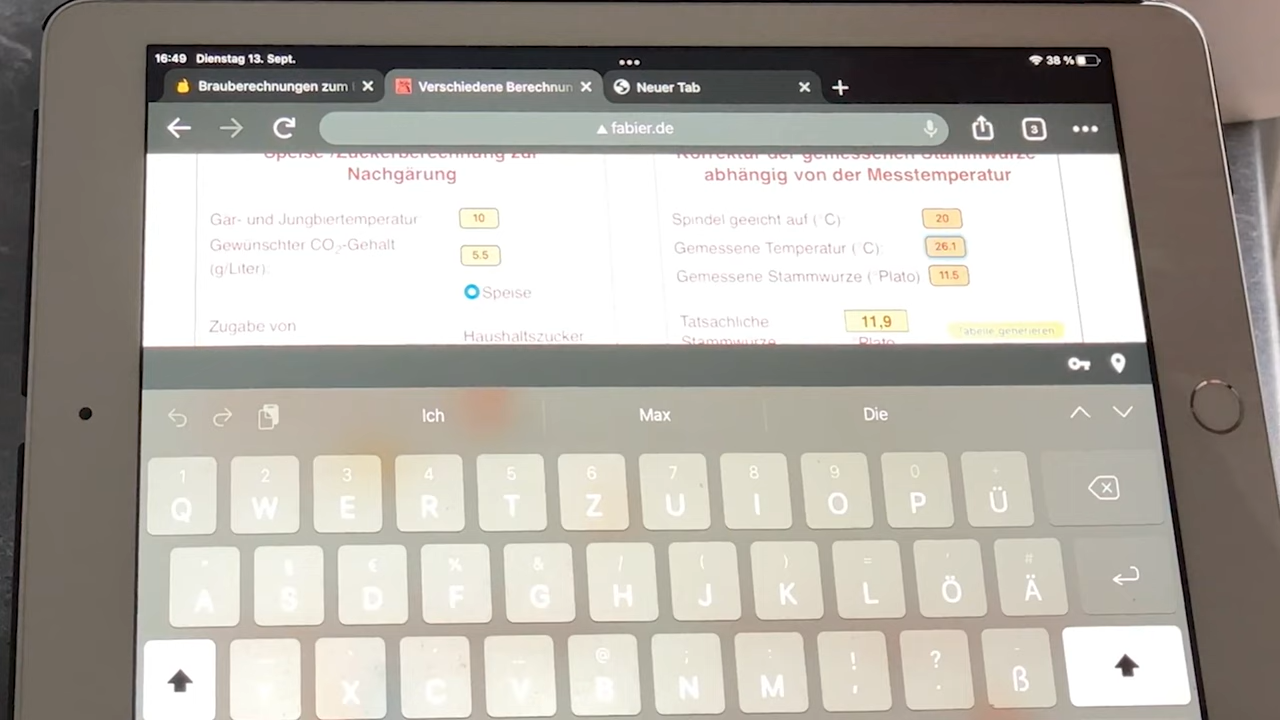 16:49 Dienstag 13. Sept.
38 %
Brauberechnungen zum
Verschiedene Berechnun
Neuer Tab
fabier.de
3
Speise-/Zuckerberechnung zur
Nachgärung
Gär- und Jungbiertemperatur
10
Gewünschter CO2-Gehalt
(g/Liter):
5.5
Speise
Zugabe von
Haushaltszucker
Korrektur der gemessenen Stammwürze
abhängig von der Messtemperatur
Spindel geeicht auf (°C)
20
Gemessene Temperatur (°C):
26.1
Gemessene Stammwürze (°Plato)
11.5
Tatsächliche
Stammwürze
11,9
°Plato
Tabelle generieren
Ich Max Die
1 2 3 4 5 6 7 8 9 0 +
Q W E R T Z U I O P Ü
" § € % & / ( ) = ' #
A S D F G H J K L Ö Ä
@ ; : ! ? -
X C V B N M , . ß